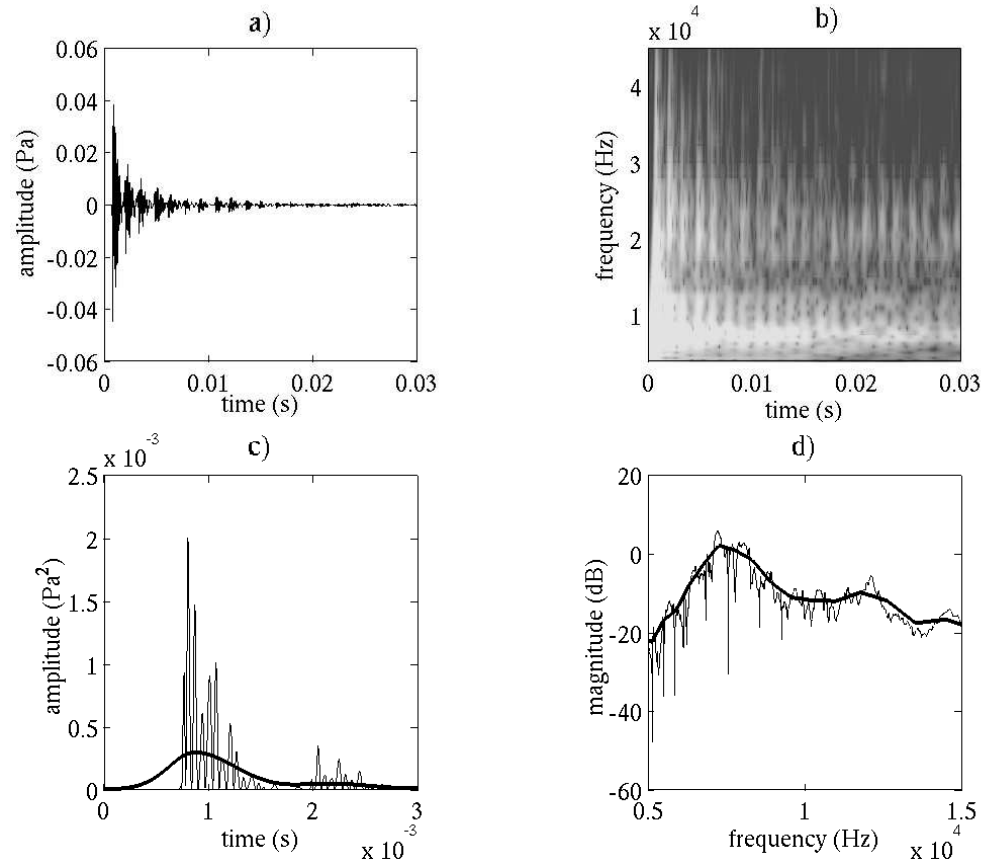 a)
0.06
0.04
0.02
0
-0.02
-0.04
-0.06
amplitude (Pa)
0 0.01 0.02 0.03
time (s)
b)
x 10^4
4
3
2
1
frequency (Hz)
0 0.01 0.02 0.03
time (s)
c)
x 10^-3
2.5
2
1.5
1
0.5
0
amplitude (Pa²)
0 1 2 3
time (s)
x 10^-3
d)
20
0
-20
-40
-60
magnitude (dB)
0.5 1 1.5
frequency (Hz)
x 10^4